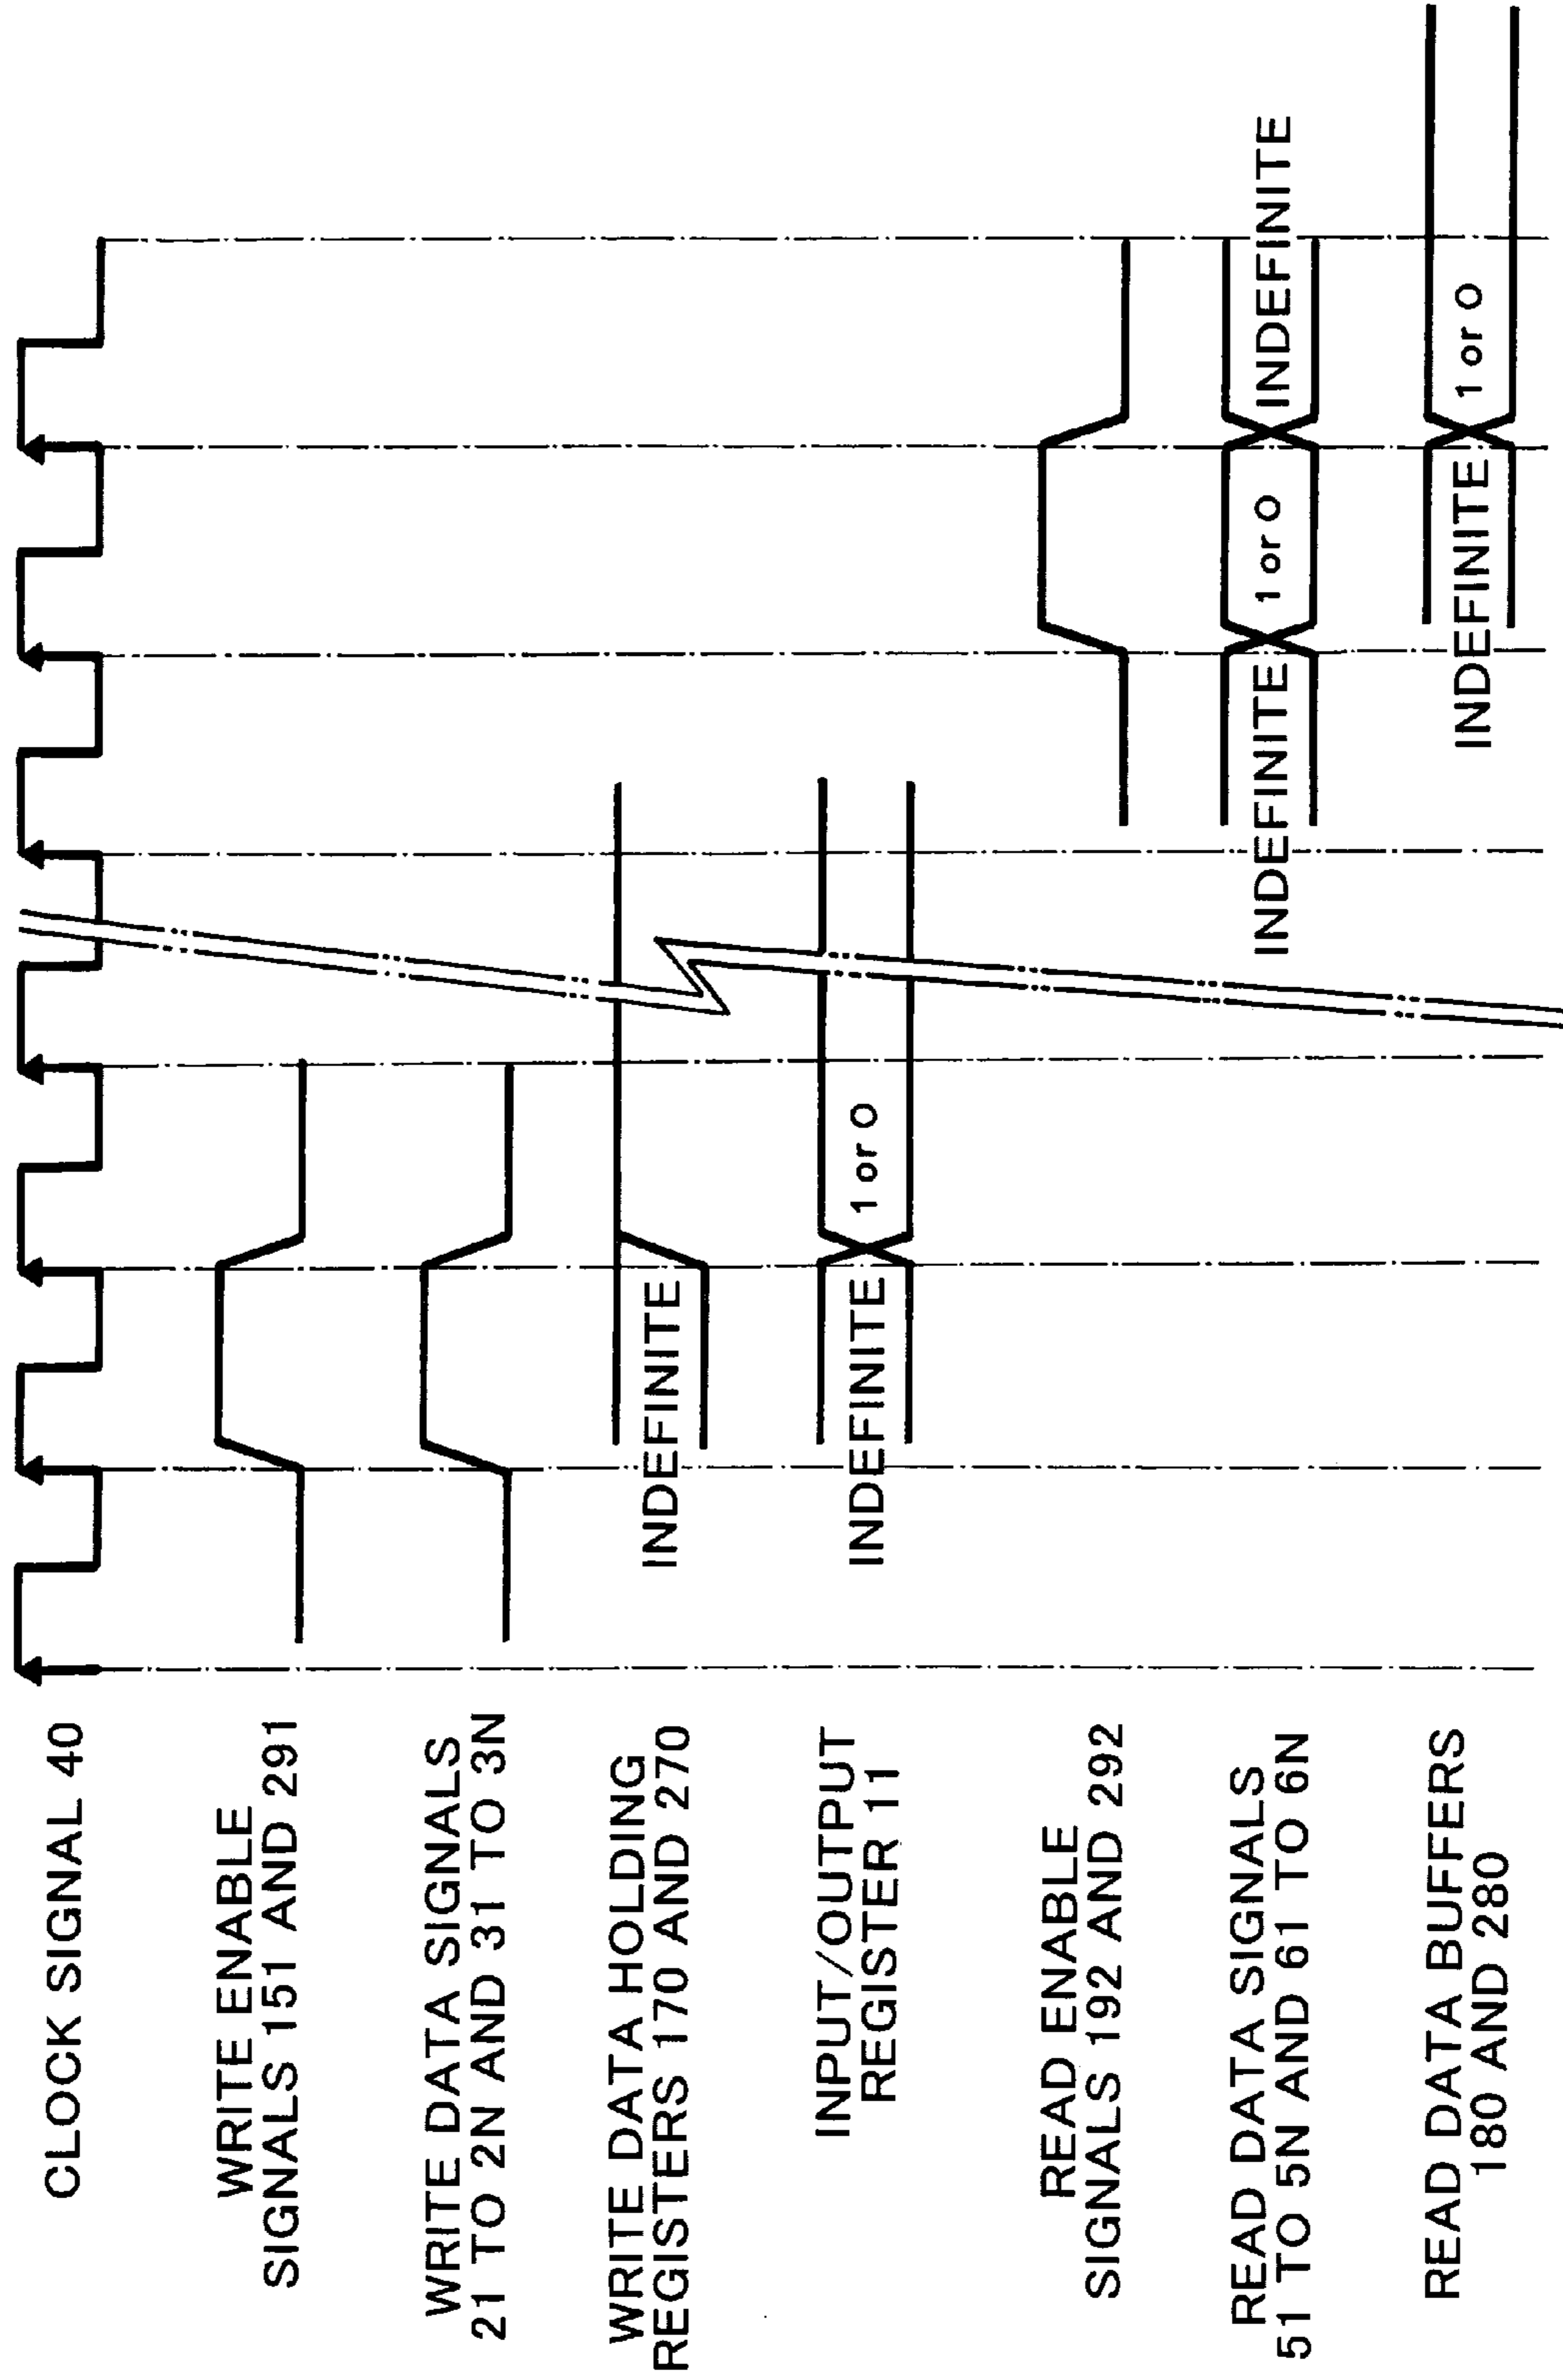 CLOCK SIGNAL 40
WRITE ENABLE
SIGNALS 151 AND 291
WRITE DATA SIGNALS
21 TO 2N AND 31 TO 3N
WRITE DATA HOLDING
REGISTERS 170 AND 270
INDEFINITE
INPUT/OUTPUT
REGISTER 11
INDEFINITE
1 or 0
READ ENABLE
SIGNALS 192 AND 292
READ DATA SIGNALS
51 TO 5N AND 61 TO 6N
INDEFINITE
1 or 0
INDEFINITE
READ DATA BUFFERS
180 AND 280
INDEFINITE
1 or 0